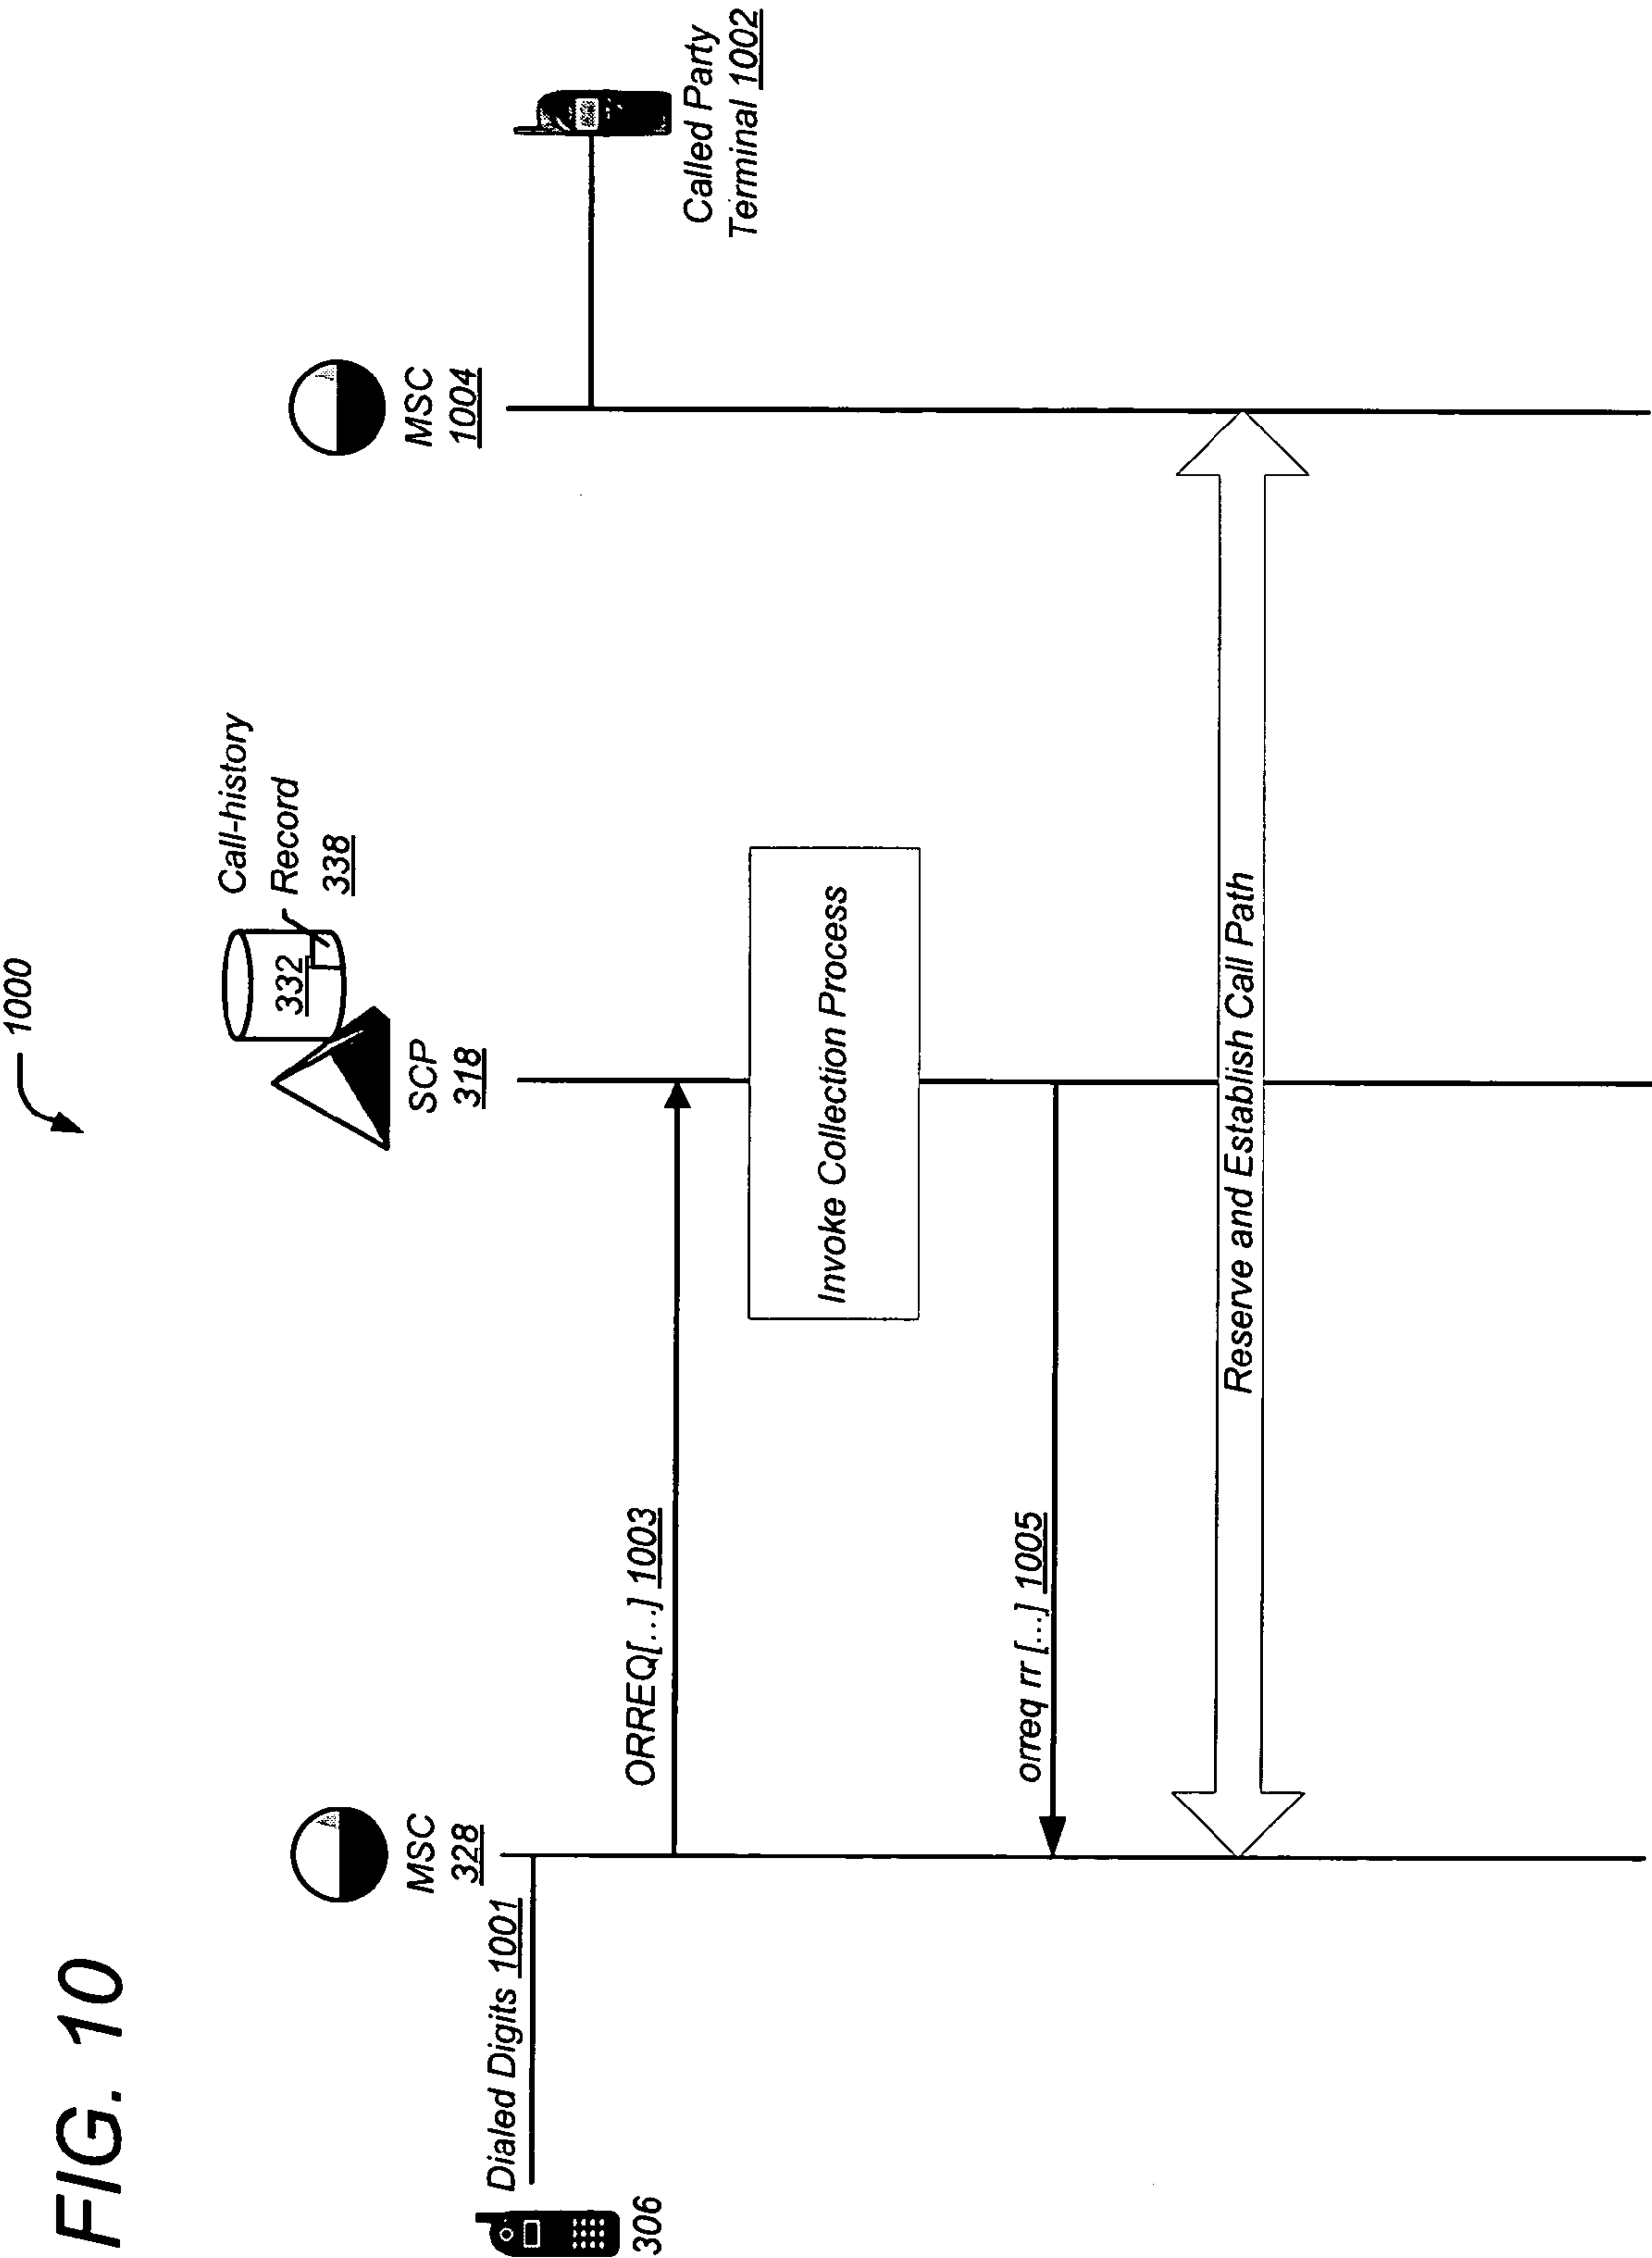 FIG. 10
1000
Call-history
Record
338
332
MSC
328
SCP
318
MSC
1004
Dialed Digits 1001
306
Called Party
Terminal 1002
ORREQ[...] 1003
Invoke Collection Process
orreq rr [...] 1005
Reserve and Establish Call Path